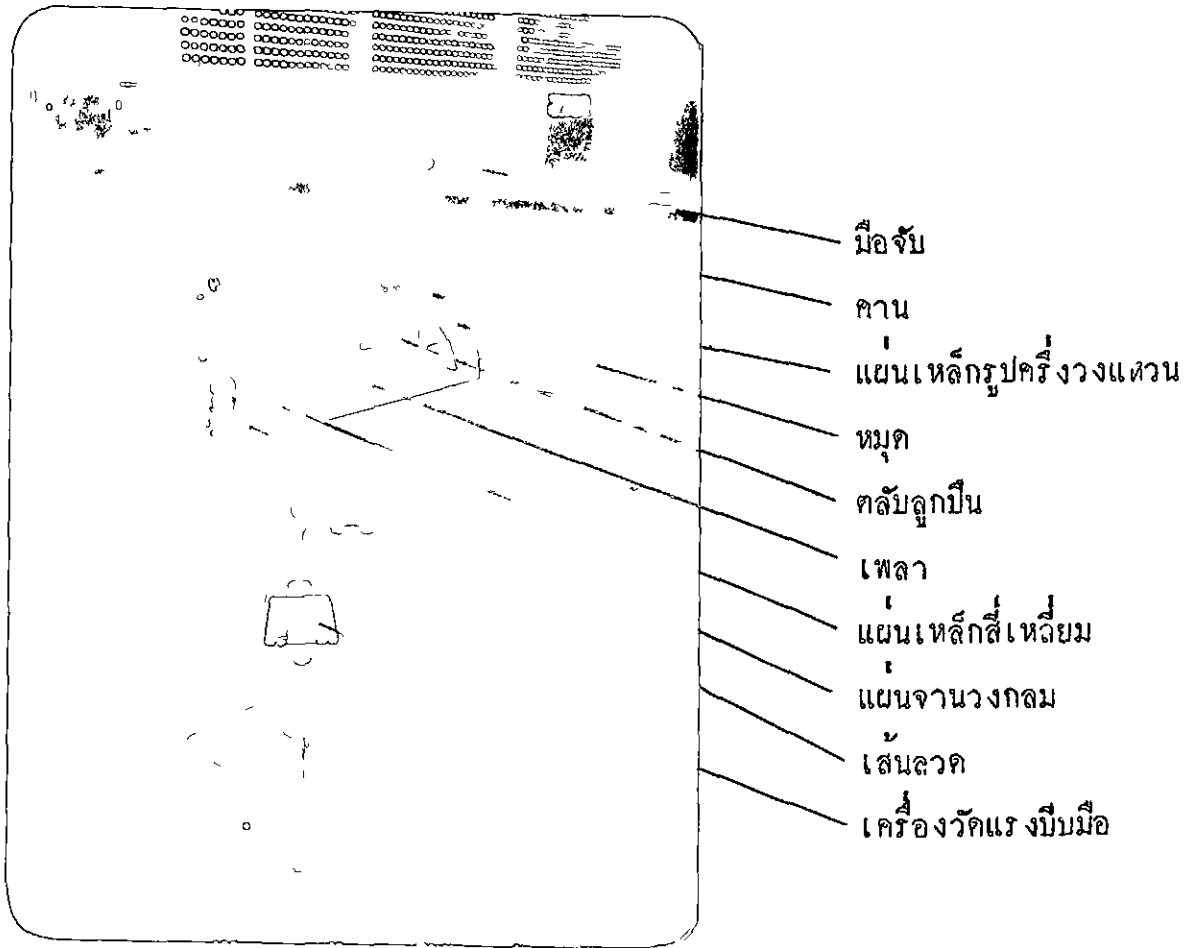 มือจับ
คาน
แผ่นเหล็กรูปครึ่งวงแหวน
หมุด
ตลับลูกปืน
เพลา
แผ่นเหล็กสี่เหลี่ยม
แผ่นจานวงกลม
เส้นลวด
เครื่องวัดแรงบีบมือ